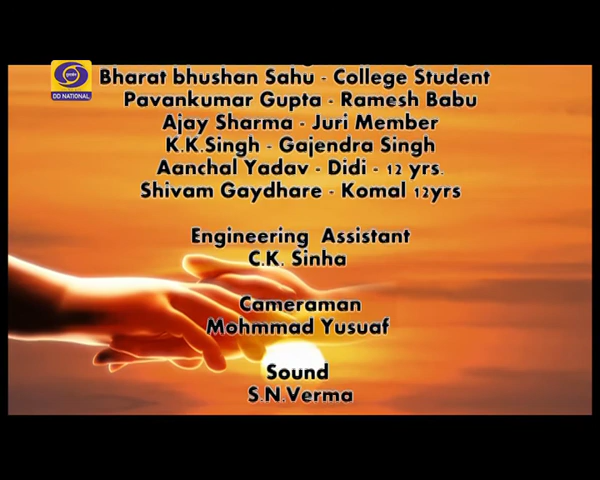 DD NATIONAL
Bharat bhushan Sahu - College Student
Pavankumar Gupta - Ramesh Babu
Ajay Sharma - Juri Member
K.K.Singh - Gajendra Singh
Aanchal Yadav - Didi - 12 yrs.
Shivam Gaydhare - Komal 12yrs
Engineering Assistant
C.K. Sinha
Cameraman
Mohmmad Yusuaf
Sound
S.N.Verma